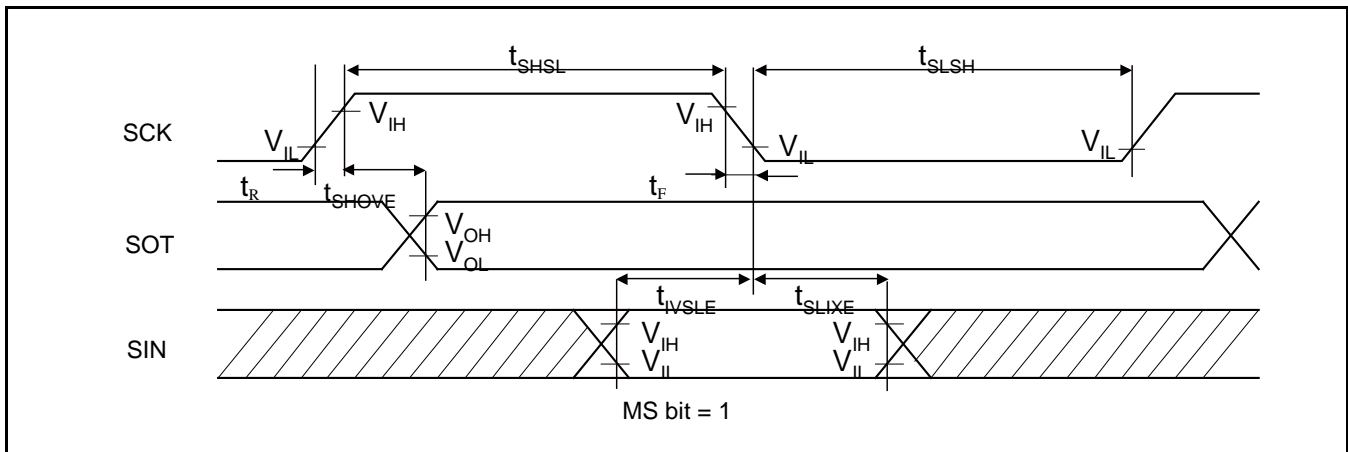 tSHSL
tSLSH
SCK
VIH
VIH
VIL
VIL
VIL
tR
tSHOVE
tF
SOT
VOH
VOL
tIVSLE
tSLIXE
SIN
VIH
VIH
VIL
VIL
MS bit = 1